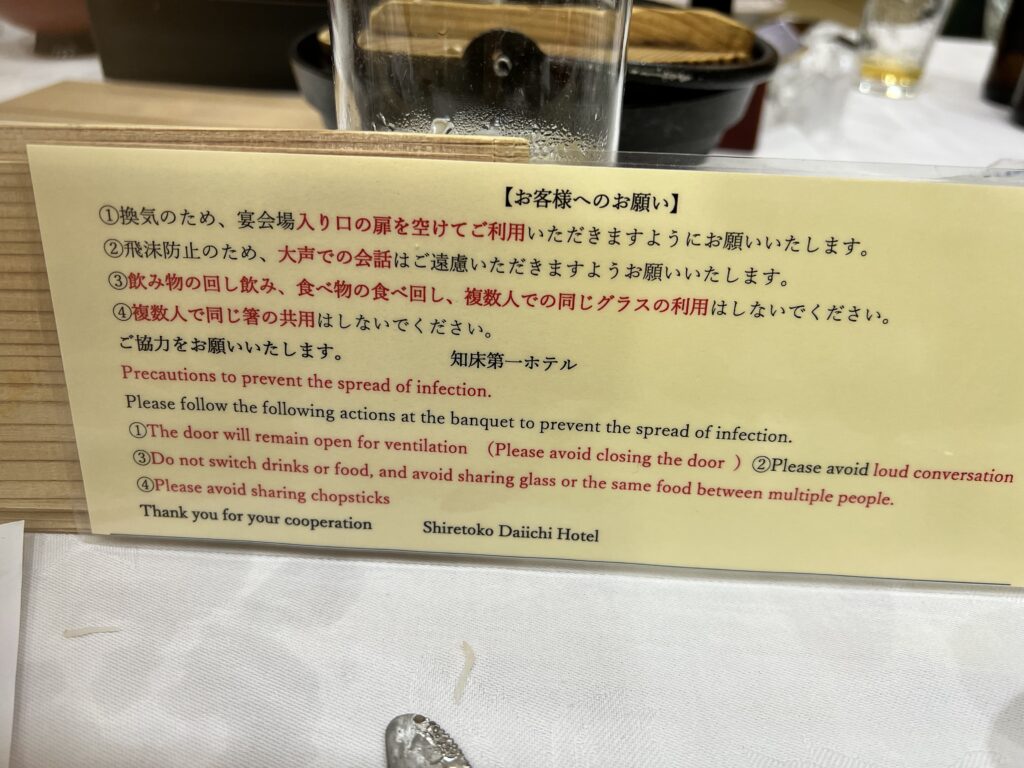 【お客様へのお願い】
①換気のため、宴会場入り口の扉を空けてご利用いただきますようにお願いいたします。
②飛沫防止のため、大声での会話はご遠慮いただきますようお願いいたします。
③飲み物の回し飲み、食べ物の食べ回し、複数人での同じグラスの利用はしないでください。
④複数人で同じ箸の共用はしないでください。
ご協力をお願いいたします。 知床第一ホテル
Precautions to prevent the spread of infection.
Please follow the following actions at the banquet to prevent the spread of infection.
①The door will remain open for ventilation （Please avoid closing the door ）②Please avoid loud conversation
③Do not switch drinks or food, and avoid sharing glass or the same food between multiple people.
④Please avoid sharing chopsticks
Thank you for your cooperation Shiretoko Daiichi Hotel